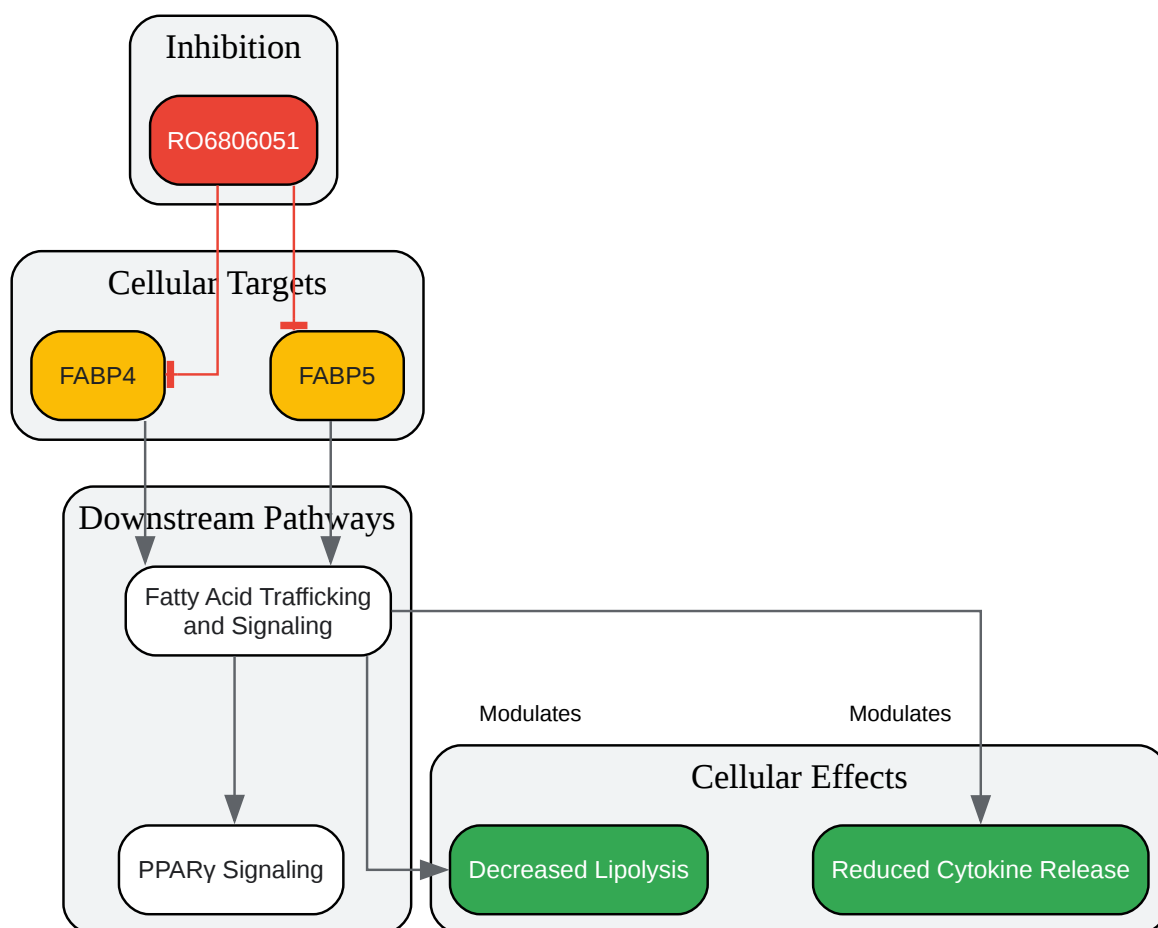 Inhibition
RO6806051
Cellular Targets
FABP4
FABP5
Downstream Pathways
Fatty Acid Trafficking
and Signaling
Modulates
Modulates
Cellular Effects
PPARγ Signaling
Decreased Lipolysis
Reduced Cytokine Release